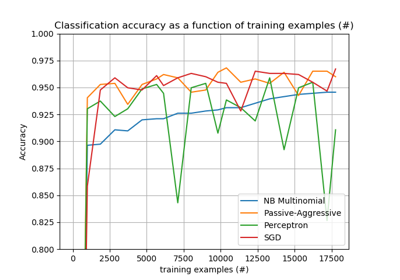 Classification accuracy as a function of training examples (#)
1.000
0.975
0.950
0.925
0.900
0.875
0.850
0.825
0.800
Accuracy
NB Multinomial
Passive-Aggressive
Perceptron
SGD
0 2500 5000 7500 10000 12500 15000 17500
training examples (#)